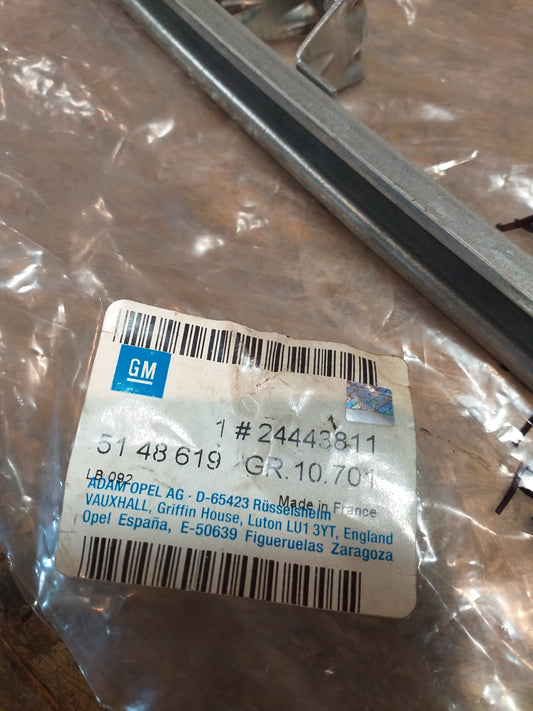 GM
1 # 24443811
51 48 619 GR.10.701
LB 092 Made in France
ADAM OPEL AG · D-65423 Rüsselsheim
VAUXHALL, Griffin House, Luton LU1 3YT, England
Opel España, E-50639 Figueruelas Zaragoza